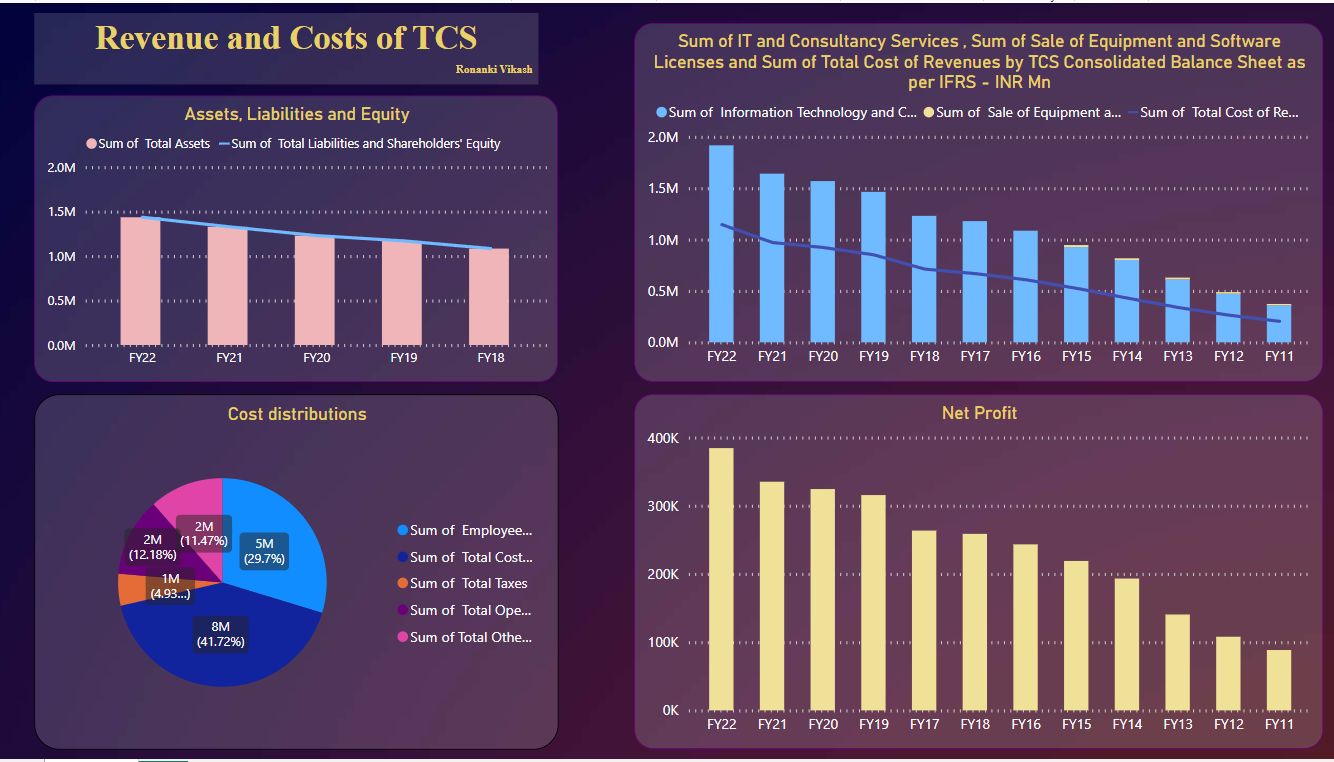 Revenue and Costs of TCS
Ronanki Vikash
Assets, Liabilities and Equity
Sum of Total Assets Sum of Total Liabilities and Shareholders' Equity
2.0M
1.5M
1.0M
0.5M
0.0M
FY22 FY21 FY20 FY19 FY18
Sum of IT and Consultancy Services , Sum of Sale of Equipment and Software
Licenses and Sum of Total Cost of Revenues by TCS Consolidated Balance Sheet as
per IFRS - INR Mn
Sum of Information Technology and C... Sum of Sale of Equipment a... Sum of Total Cost of Re...
2.0M
1.5M
1.0M
0.5M
0.0M
FY22 FY21 FY20 FY19 FY18 FY17 FY16 FY15 FY14 FY13 FY12 FY11
Cost distributions
5M
(29.7%)
8M
(41.72%)
1M
(4.93...)
2M
(12.18%)
2M
(11.47%)
Sum of Employee...
Sum of Total Cost...
Sum of Total Taxes
Sum of Total Ope...
Sum of Total Othe...
Net Profit
400K
300K
200K
100K
0K
FY22 FY21 FY20 FY19 FY17 FY18 FY16 FY15 FY14 FY13 FY12 FY11